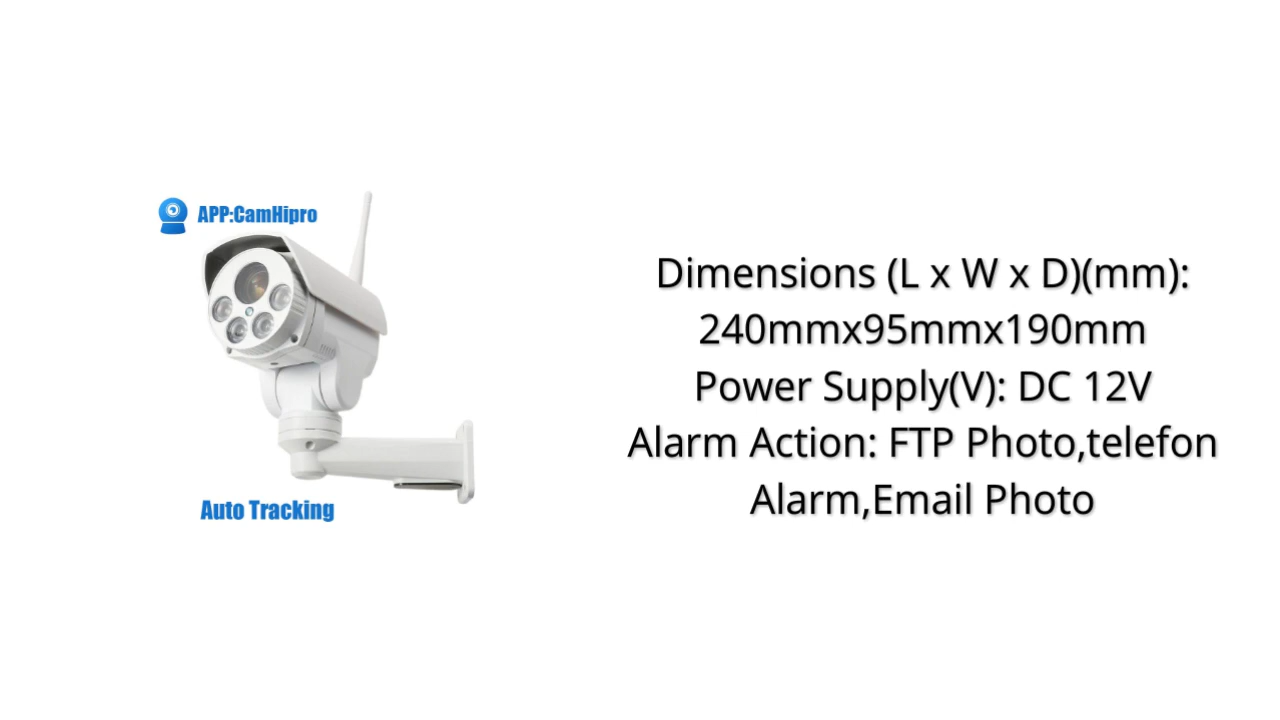 APP:CamHipro
Auto Tracking
Dimensions (L x W x D)(mm):
240mmx95mmx190mm
Power Supply(V): DC 12V
Alarm Action: FTP Photo,telefon
Alarm,Email Photo